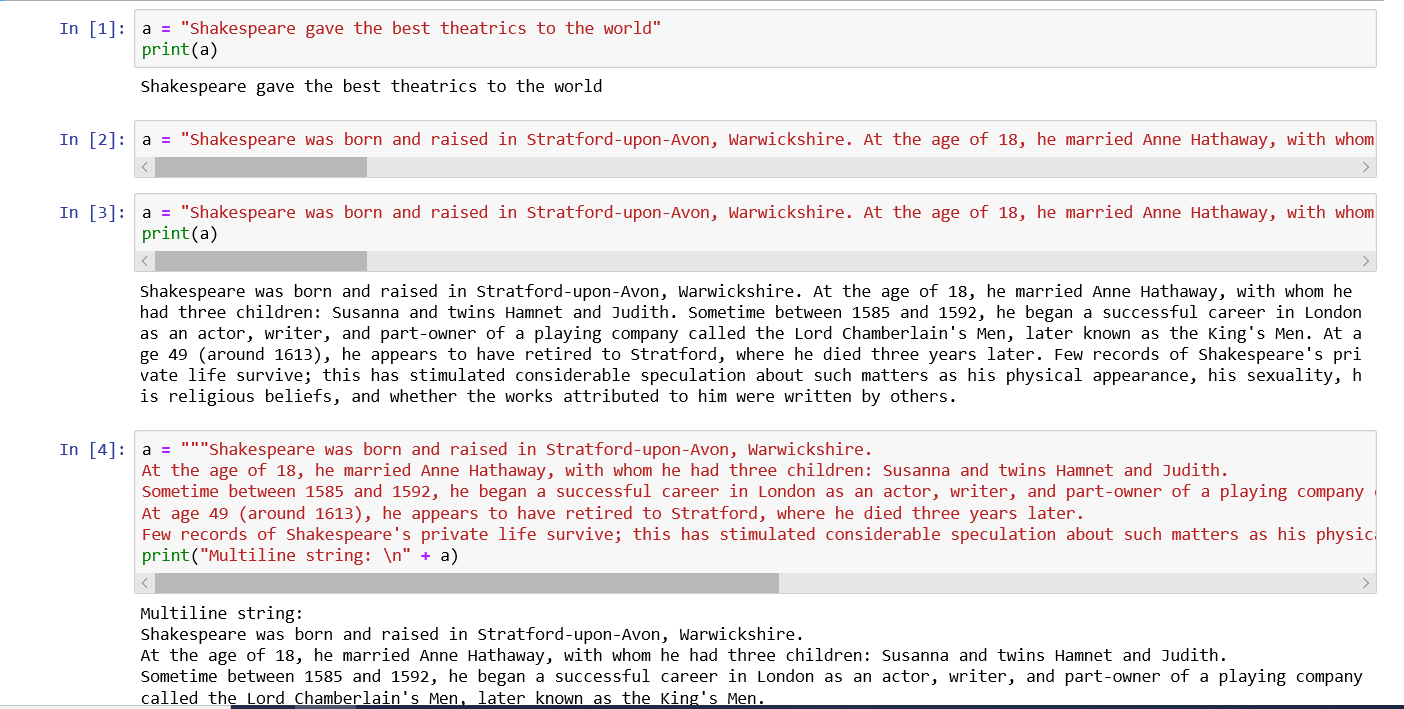 In [1]: a = "Shakespeare gave the best theatrics to the world"
print(a)
Shakespeare gave the best theatrics to the world
In [2]: a = "Shakespeare was born and raised in Stratford-upon-Avon, Warwickshire. At the age of 18, he married Anne Hathaway, with whom
In [3]: a = "Shakespeare was born and raised in Stratford-upon-Avon, Warwickshire. At the age of 18, he married Anne Hathaway, with whom
print(a)
Shakespeare was born and raised in Stratford-upon-Avon, Warwickshire. At the age of 18, he married Anne Hathaway, with whom he
had three children: Susanna and twins Hamnet and Judith. Sometime between 1585 and 1592, he began a successful career in London
as an actor, writer, and part-owner of a playing company called the Lord Chamberlain's Men, later known as the King's Men. At a
ge 49 (around 1613), he appears to have retired to Stratford, where he died three years later. Few records of Shakespeare's pri
vate life survive; this has stimulated considerable speculation about such matters as his physical appearance, his sexuality, h
is religious beliefs, and whether the works attributed to him were written by others.
In [4]: a = """Shakespeare was born and raised in Stratford-upon-Avon, Warwickshire.
At the age of 18, he married Anne Hathaway, with whom he had three children: Susanna and twins Hamnet and Judith.
Sometime between 1585 and 1592, he began a successful career in London as an actor, writer, and part-owner of a playing company
At age 49 (around 1613), he appears to have retired to Stratford, where he died three years later.
Few records of Shakespeare's private life survive; this has stimulated considerable speculation about such matters as his physic
print("Multiline string: \n" + a)
Multiline string:
Shakespeare was born and raised in Stratford-upon-Avon, Warwickshire.
At the age of 18, he married Anne Hathaway, with whom he had three children: Susanna and twins Hamnet and Judith.
Sometime between 1585 and 1592, he began a successful career in London as an actor, writer, and part-owner of a playing company
called the Lord Chamberlain's Men, later known as the King's Men.